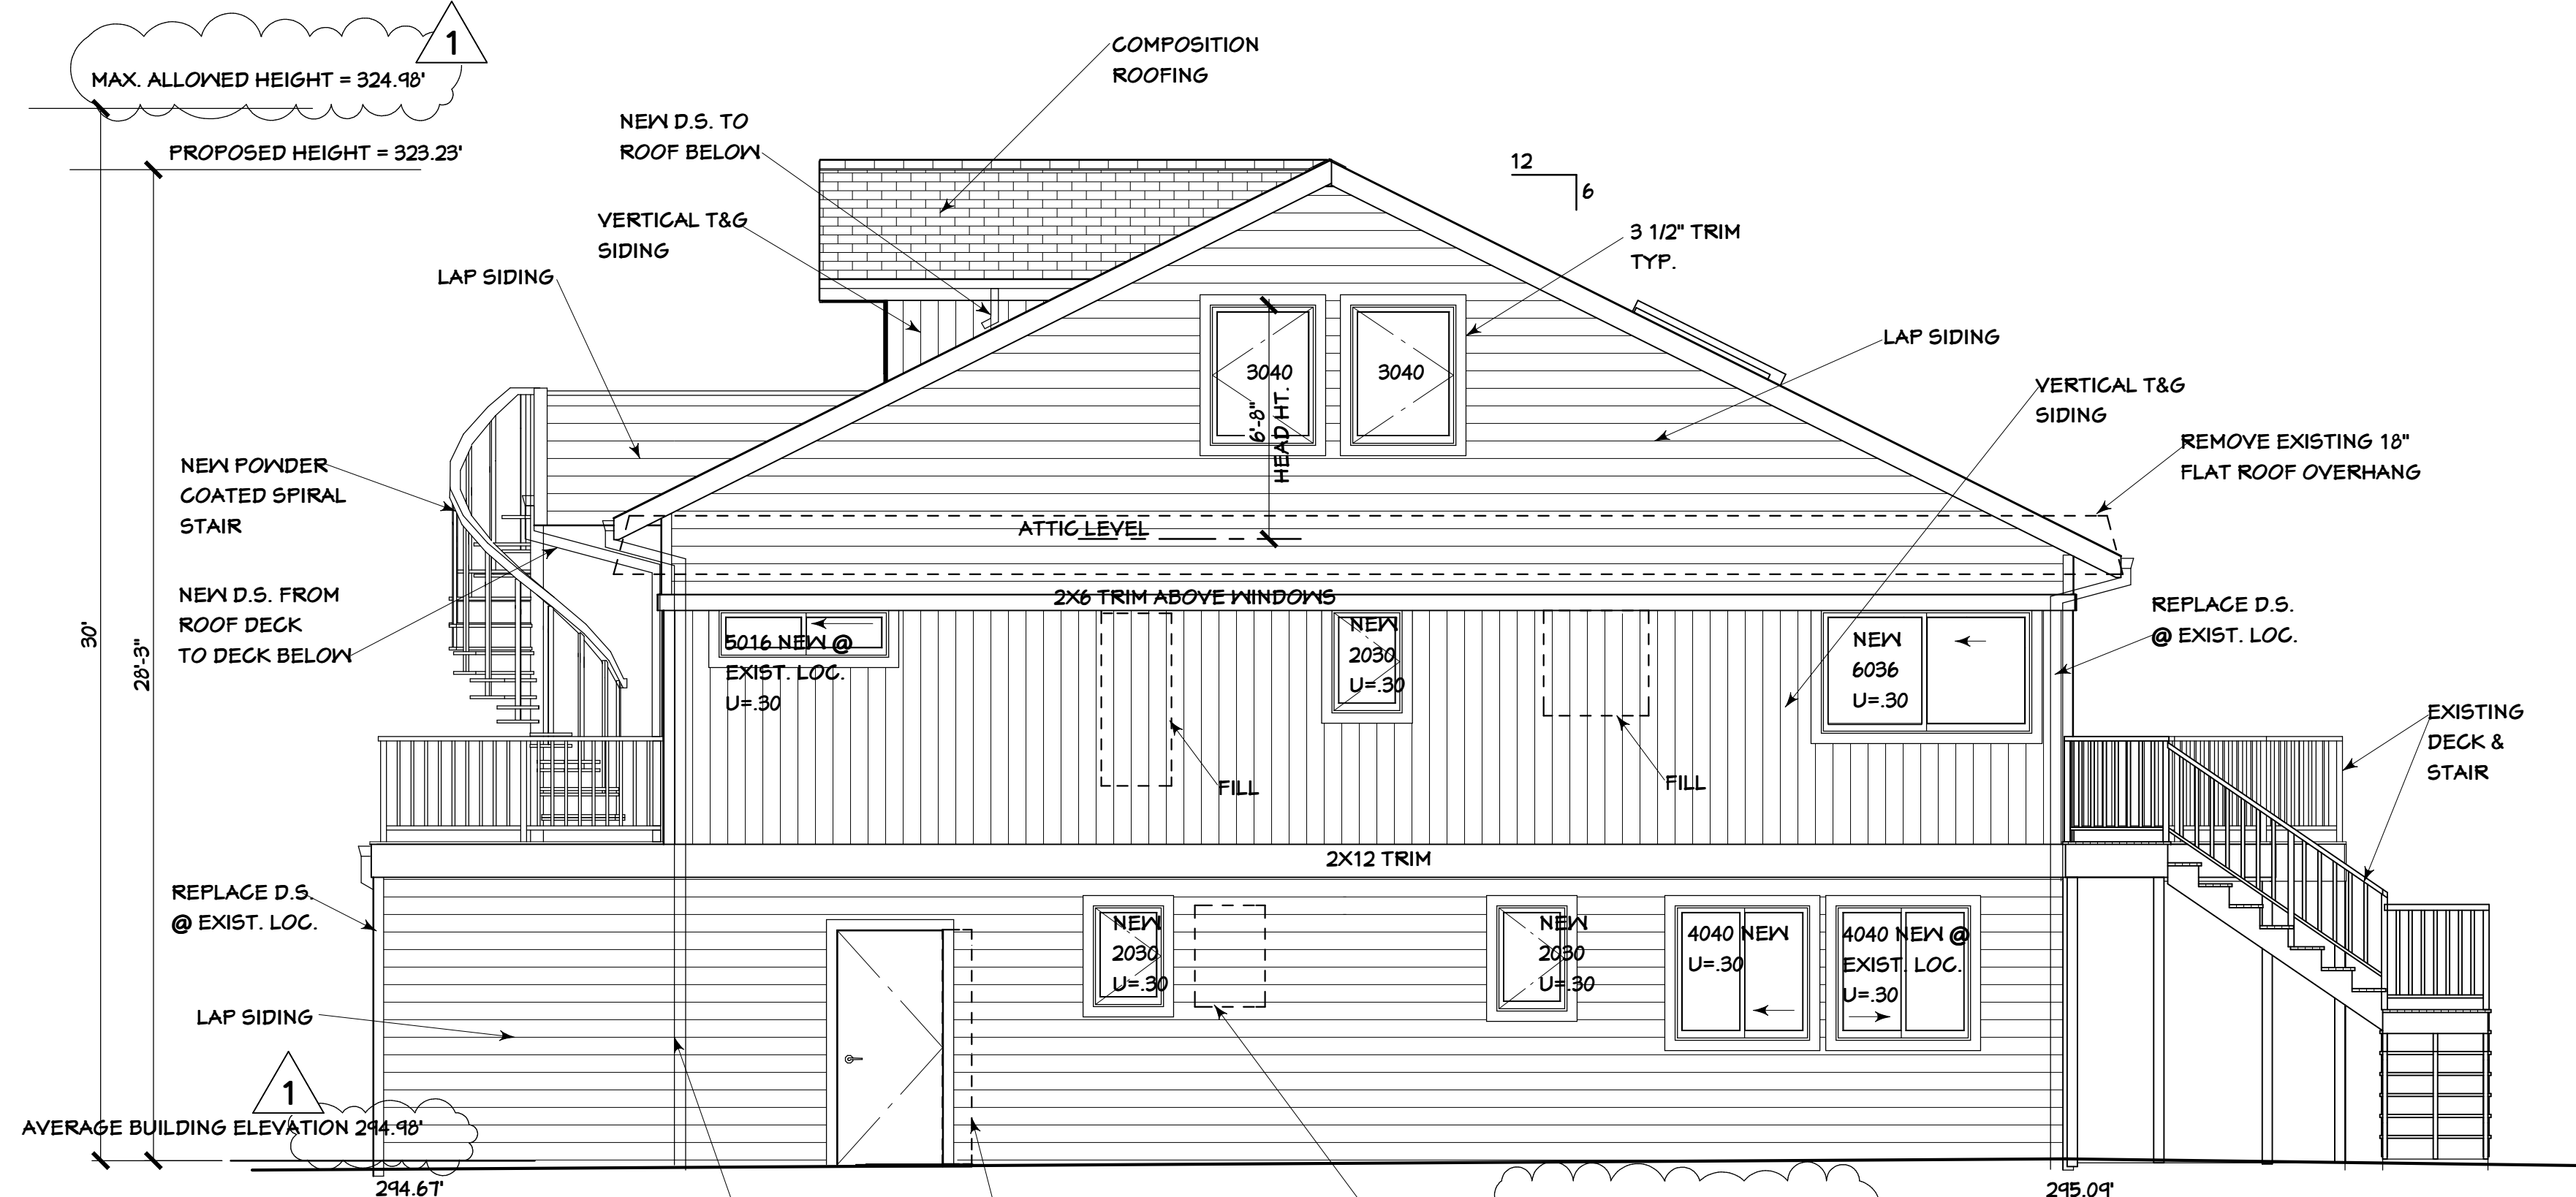 1
MAX. ALLOWED HEIGHT = 324.98'
PROPOSED HEIGHT = 323.23'
COMPOSITION
ROOFING
NEW D.S. TO
ROOF BELOW
VERTICAL T&G
SIDING
LAP SIDING
12
6
3 1/2" TRIM
TYP.
LAP SIDING
VERTICAL T&G
SIDING
REMOVE EXISTING 18"
FLAT ROOF OVERHANG
3040
3040
6'-8"
HEAD HT.
NEW POWDER
COATED SPIRAL
STAIR
ATTIC LEVEL
NEW D.S. FROM
ROOF DECK
TO DECK BELOW
30'
28'-3"
2X6 TRIM ABOVE WINDOWS
5016 NEW @
EXIST. LOC.
U=.30
NEW
2030
U=.30
NEW
6036
U=.30
REPLACE D.S.
@ EXIST. LOC.
FILL
FILL
EXISTING
DECK &
STAIR
2X12 TRIM
REPLACE D.S.
@ EXIST. LOC.
NEW
2030
U=.30
NEW
2030
U=.30
4040 NEW
U=.30
4040 NEW @
EXIST. LOC.
U=.30
LAP SIDING
1
AVERAGE BUILDING ELEVATION 294.98'
294.67'
295.09'